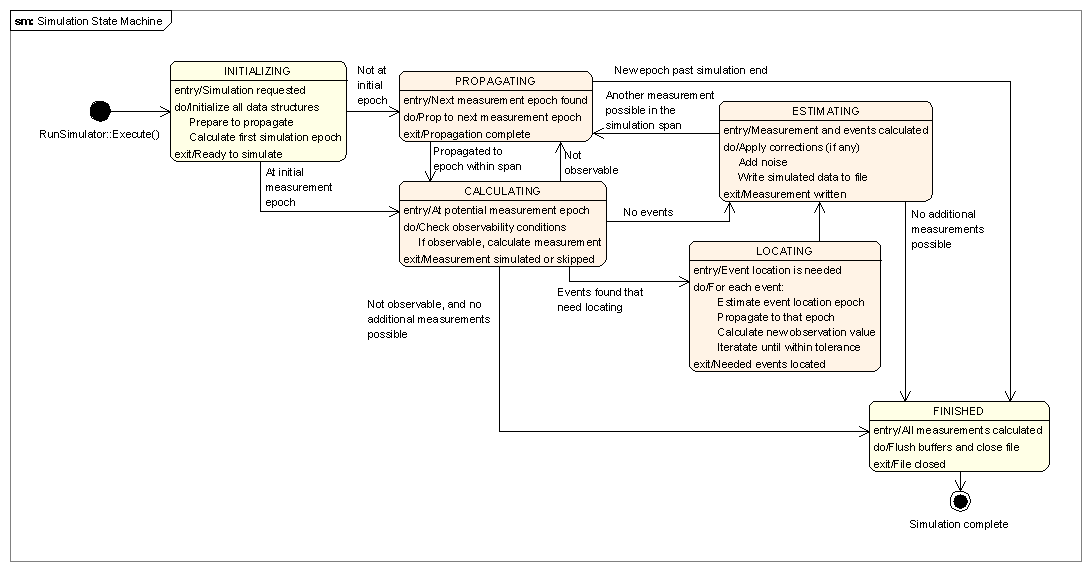 sm: Simulation State Machine
RunSimulator::Execute()
INITIALIZING
entry/Simulation requested
do/Initialize all data structures
Prepare to propagate
Calculate first simulation epoch
exit/Ready to simulate
Not at
initial
epoch
At initial
measurement
epoch
PROPAGATING
entry/Next measurement epoch found
do/Prop to next measurement epoch
exit/Propagation complete
New epoch past simulation end
Another measurement
possible in the
simulation span
Propagated to
epoch within span
Not
observable
ESTIMATING
entry/Measurement and events calculated
do/Apply corrections (if any)
Add noise
Write simulated data to file
exit/Measurement written
CALCULATING
entry/At potential measurement epoch
do/Check observability conditions
If observable, calculate measurement
exit/Measurement simulated or skipped
No events
No additional
measurements
possible
LOCATING
entry/Event location is needed
do/For each event:
Estimate event location epoch
Propagate to that epoch
Calculate new observation value
Iteratate until within tolerance
exit/Needed events located
Events found that
need locating
Not observable, and no
additional measurements
possible
FINISHED
entry/All measurements calculated
do/Flush buffers and close file
exit/File closed
Simulation complete